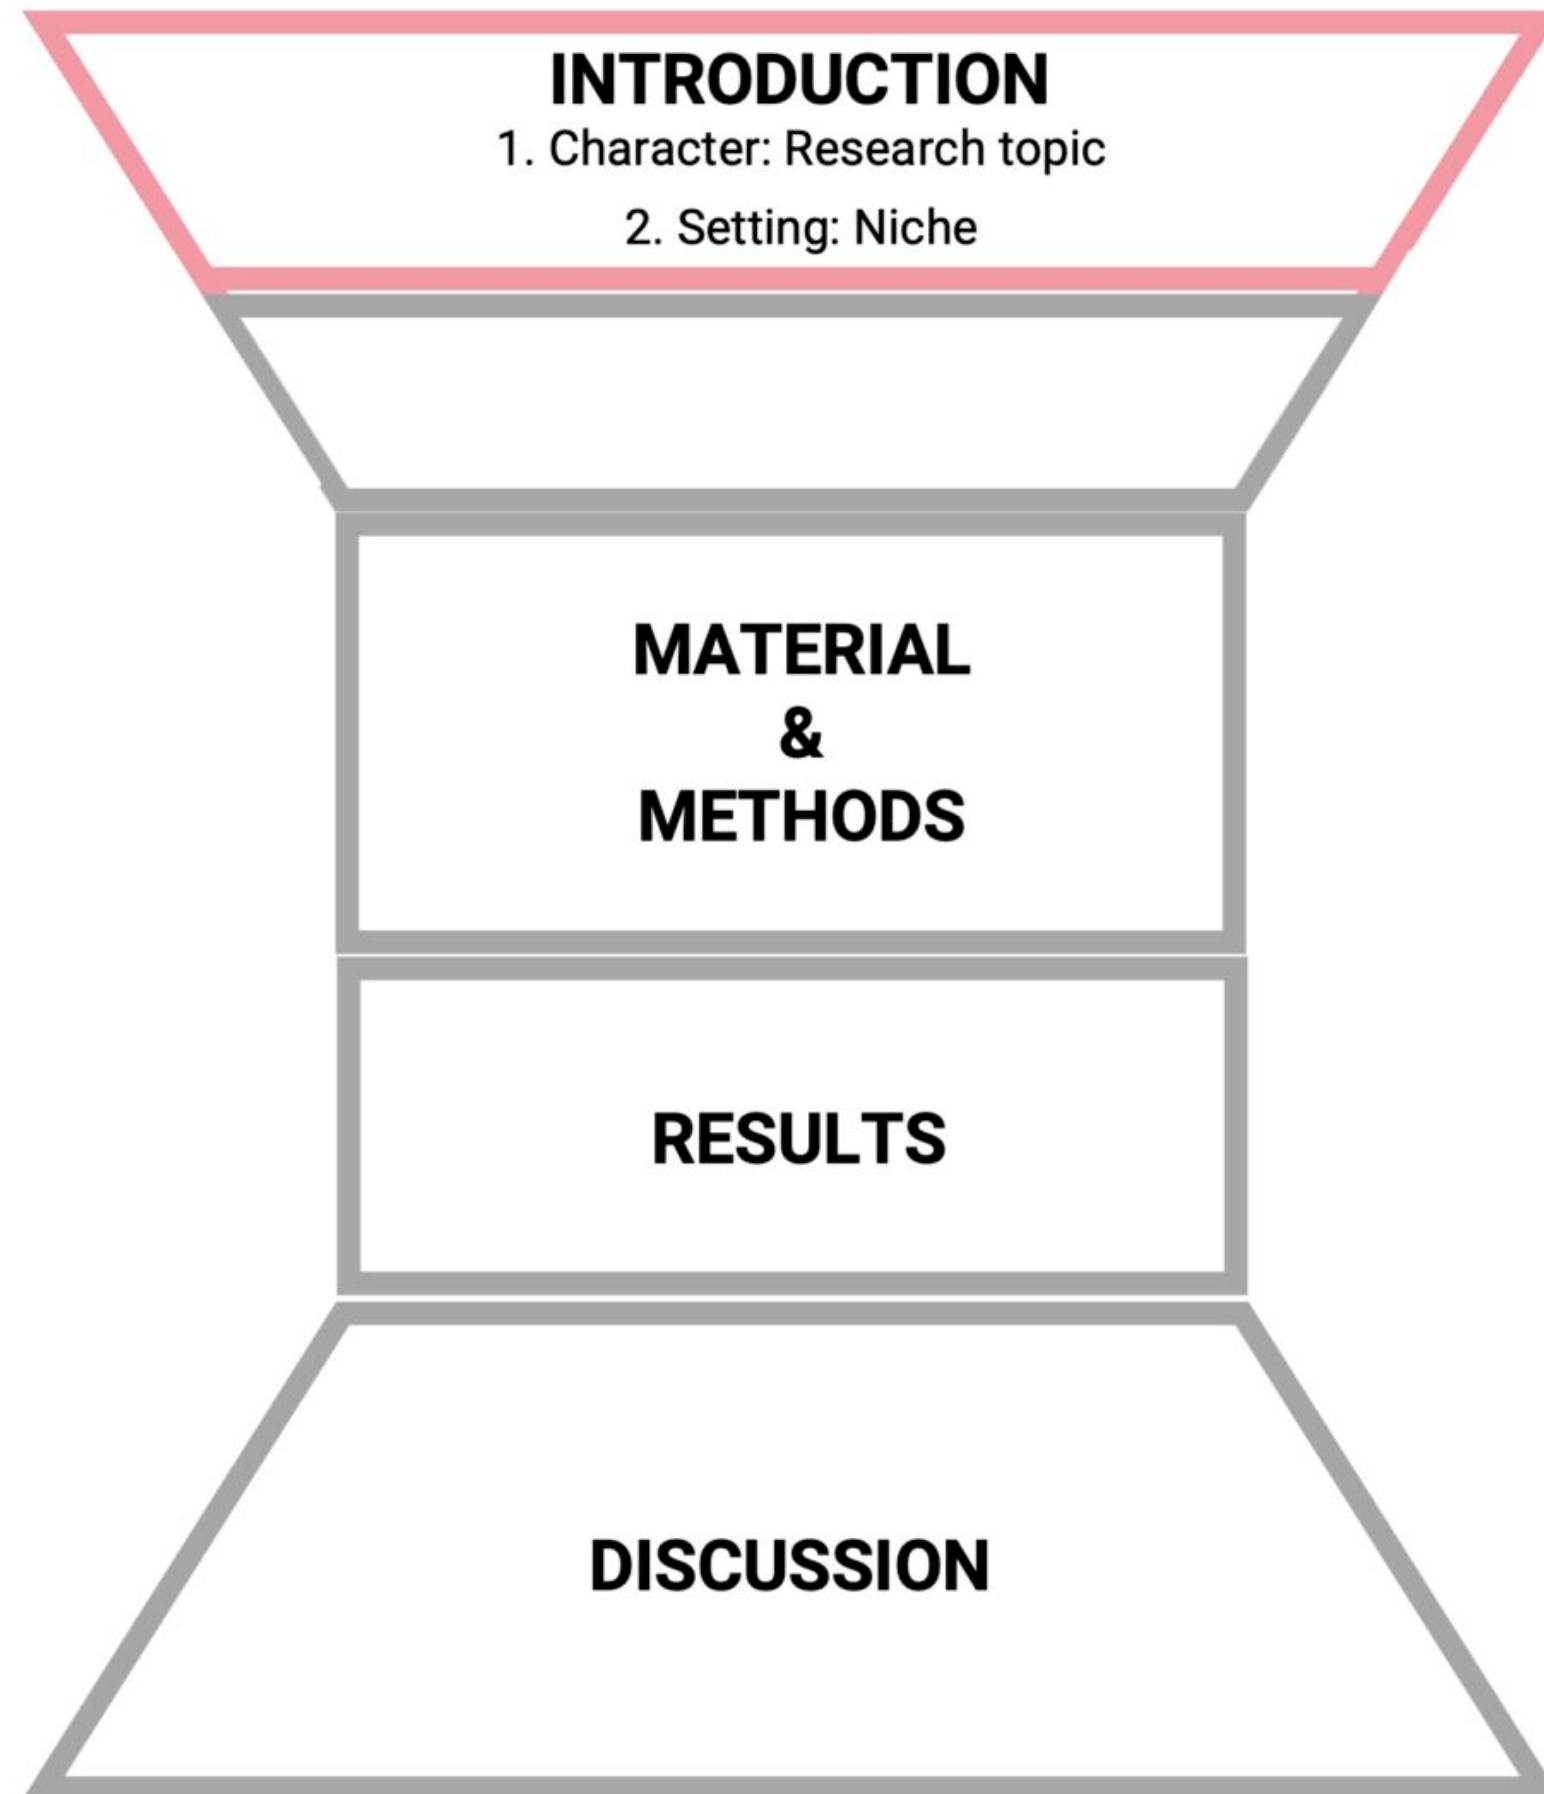 INTRODUCTION
1. Character: Research topic
2. Setting: Niche
MATERIAL
&
METHODS
RESULTS
DISCUSSION